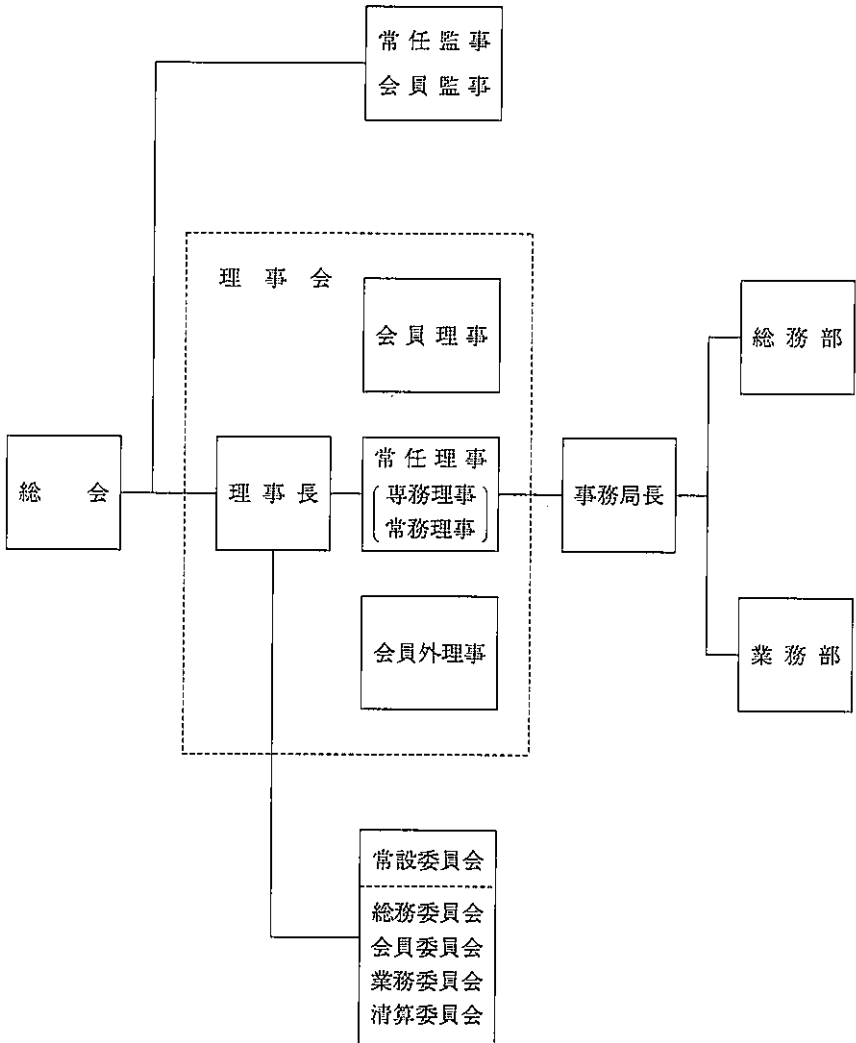 常任監事
会員監事
理事会
会員理事
総務部
総会
理事長
常任理事
(専務理事)
(常務理事)
事務局長
会員外理事
業務部
常設委員会
総務委員会
会員委員会
業務委員会
清算委員会